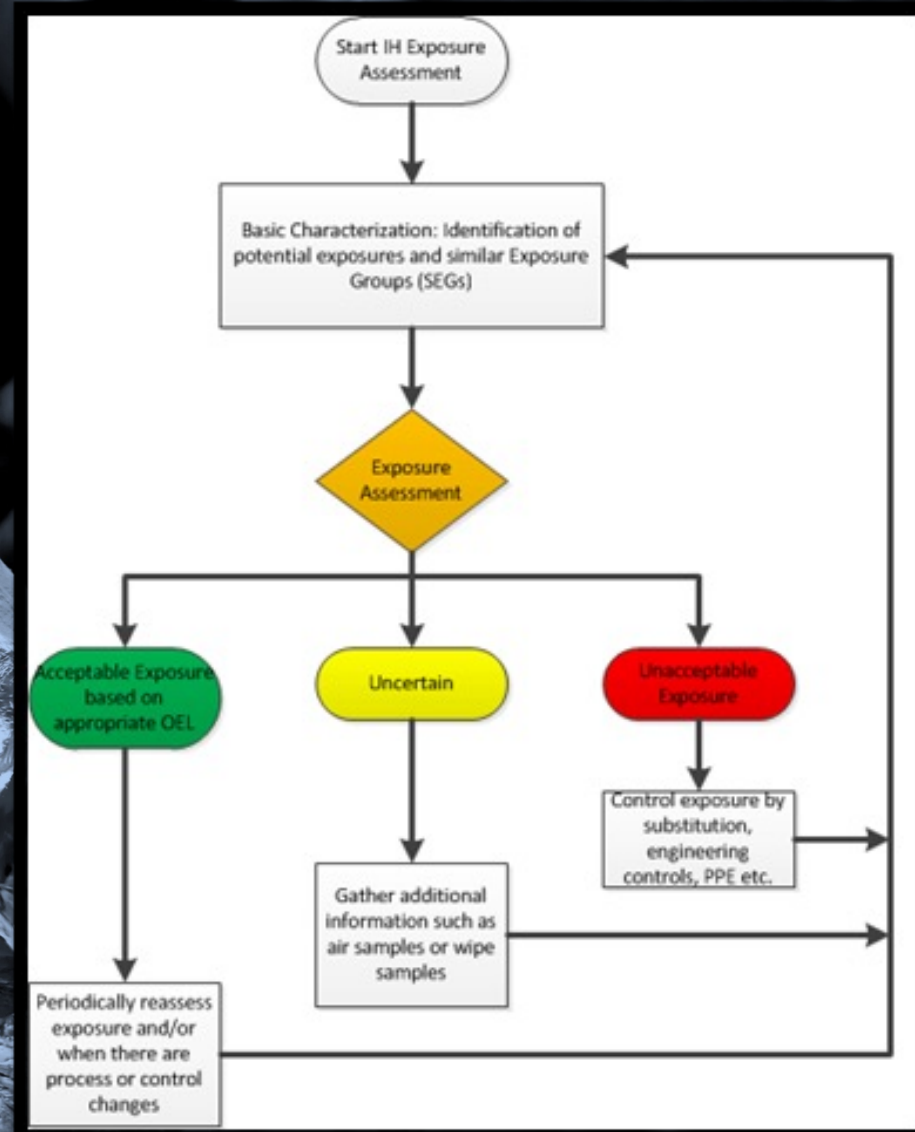 Start IH Exposure
Assessment
Basic Characterization: Identification of
potential exposures and similar Exposure
Groups (SEGs)
Exposure
Assessment
Acceptable Exposure
based on
appropriate OEL
Uncertain
Unacceptable
Exposure
Control exposure by
substitution,
engineering
controls, PPE etc.
Gather additional
information such as
air samples or wipe
samples
Periodically reassess
exposure and/or
when there are
process or control
changes